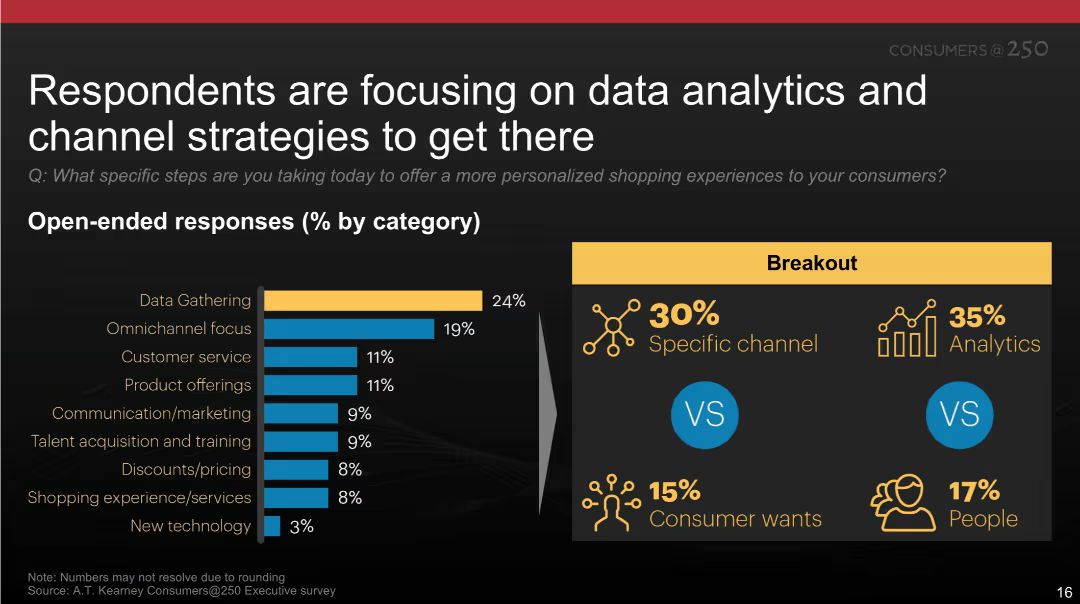 CONSUMERS@250
Respondents are focusing on data analytics and
channel strategies to get there
Q: What specific steps are you taking today to offer a more personalized shopping experiences to your consumers?
Open-ended responses (% by category)
Data Gathering 24%
Omnichannel focus 19%
Customer service 11%
Product offerings 11%
Communication/marketing 9%
Talent acquisition and training 9%
Discounts/pricing 8%
Shopping experience/services 8%
New technology 3%
Breakout
30%
Specific channel
VS
15%
Consumer wants
35%
Analytics
VS
17%
People
Note: Numbers may not resolve due to rounding
Source: A.T. Kearney Consumers@250 Executive survey
16